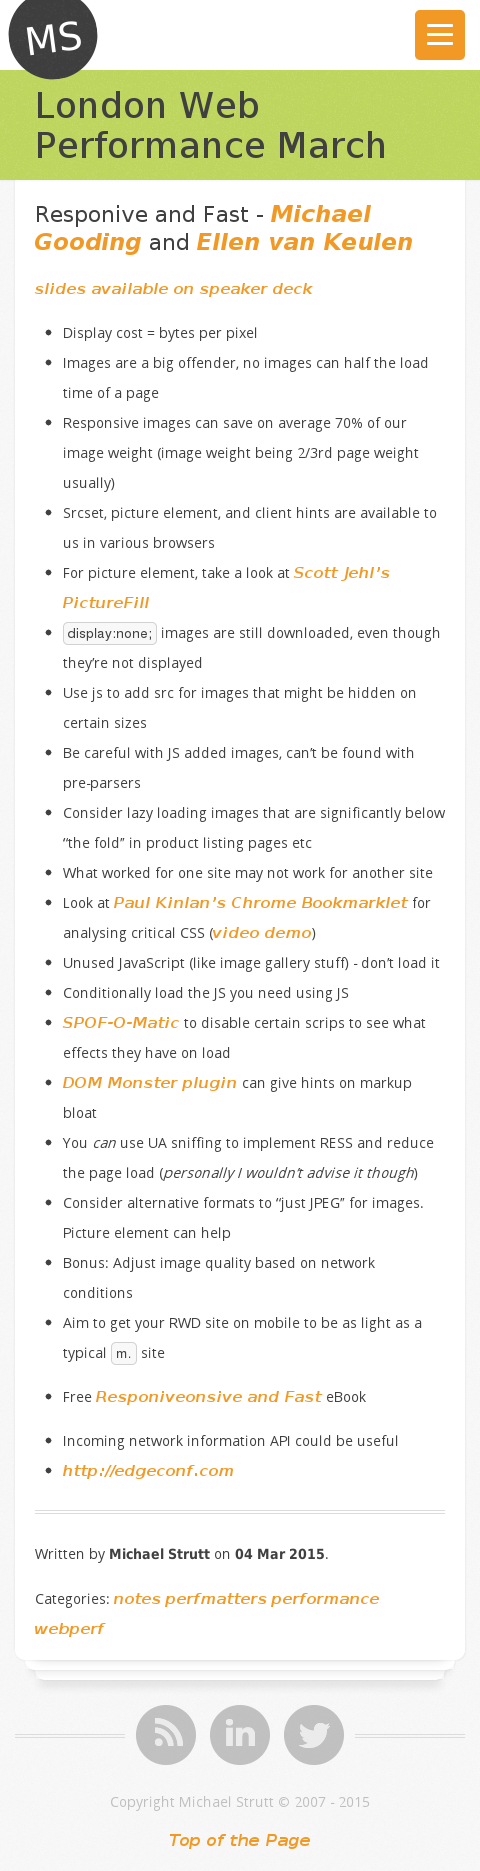 MS
London Web
Performance March
Responive and Fast - Michael
Gooding and Ellen van Keulen
slides available on speaker deck
Display cost = bytes per pixel
Images are a big offender, no images can half the load
time of a page
Responsive images can save on average 70% of our
image weight (image weight being 2/3rd page weight
usually)
Srcset, picture element, and client hints are available to
us in various browsers
For picture element, take a look at Scott Jehl's
PictureFill
display:none; images are still downloaded, even though
they're not displayed
Use js to add src for images that might be hidden on
certain sizes
Be careful with JS added images, can't be found with
pre-parsers
Consider lazy loading images that are significantly below
“the fold” in product listing pages etc
What worked for one site may not work for another site
Look at Paul Kinlan's Chrome Bookmarklet for
analysing critical CSS (video demo)
Unused JavaScript (like image gallery stuff) - don't load it
Conditionally load the JS you need using JS
SPOF-O-Matic to disable certain scrips to see what
effects they have on load
DOM Monster plugin can give hints on markup
bloat
You can use UA sniffing to implement RESS and reduce
the page load (personally I wouldn't advise it though)
Consider alternative formats to “just JPEG” for images.
Picture element can help
Bonus: Adjust image quality based on network
conditions
Aim to get your RWD site on mobile to be as light as a
typical m. site
Free Responiveonsive and Fast eBook
Incoming network information API could be useful
http://edgeconf.com
Written by Michael Strutt on 04 Mar 2015.
Categories: notes perfmatters performance
webperf
in
Copyright Michael Strutt © 2007 - 2015
Top of the Page